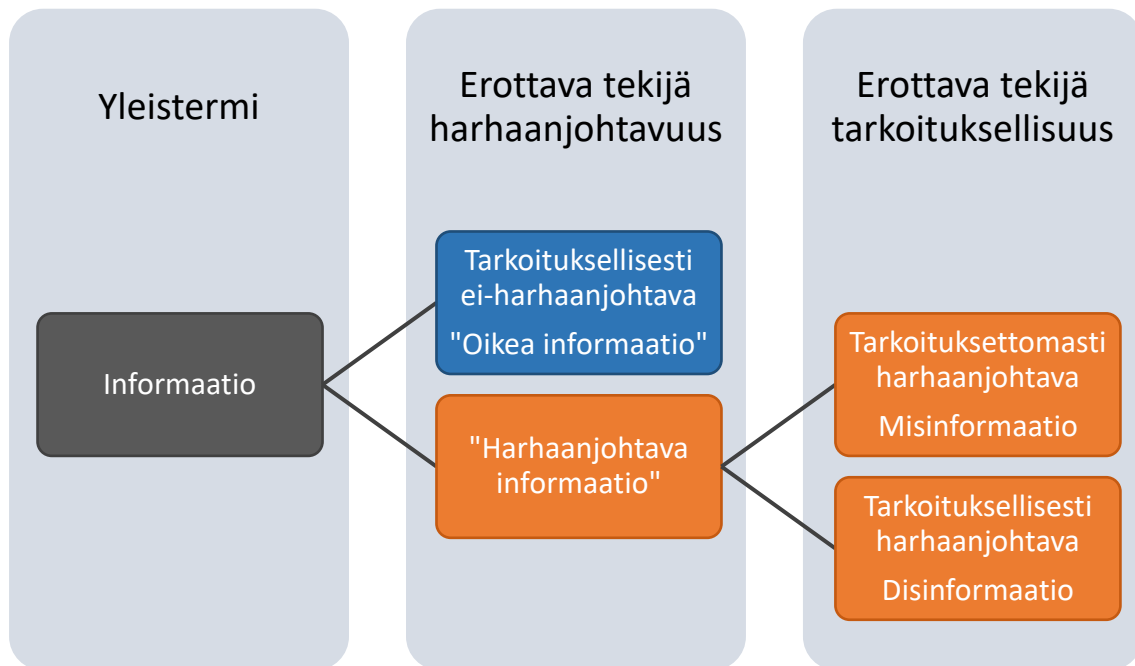 Yleistermi
Erottava tekijä
harhaanjohtavuus
Erottava tekijä
tarkoituksellisuus
Informaatio
Tarkoituksellisesti
ei-harhaanjohtava
"Oikea informaatio"
"Harhaanjohtava
informaatio"
Tarkoituksettomasti
harhaanjohtava
Misinformaatio
Tarkoituksellisesti
harhaanjohtava
Disinformaatio